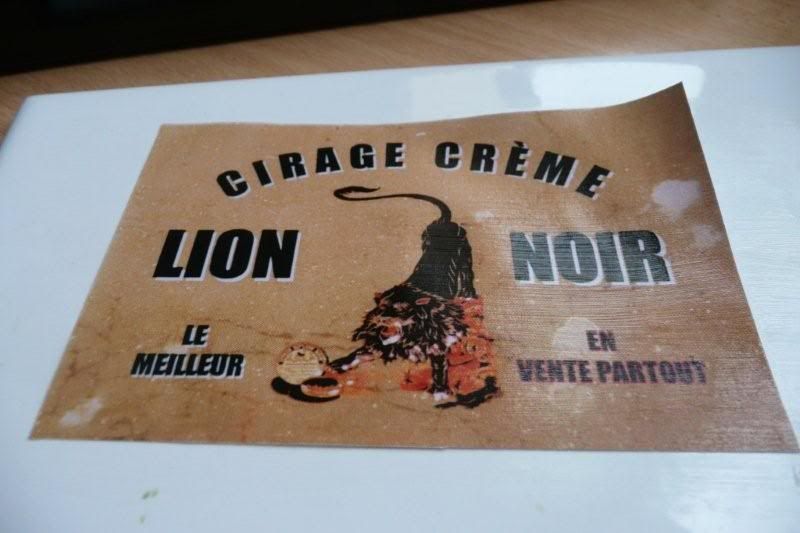 CIRAGE CRÈME
LION NOIR
LE
MEILLEUR
EN
VENTE PARTOUT